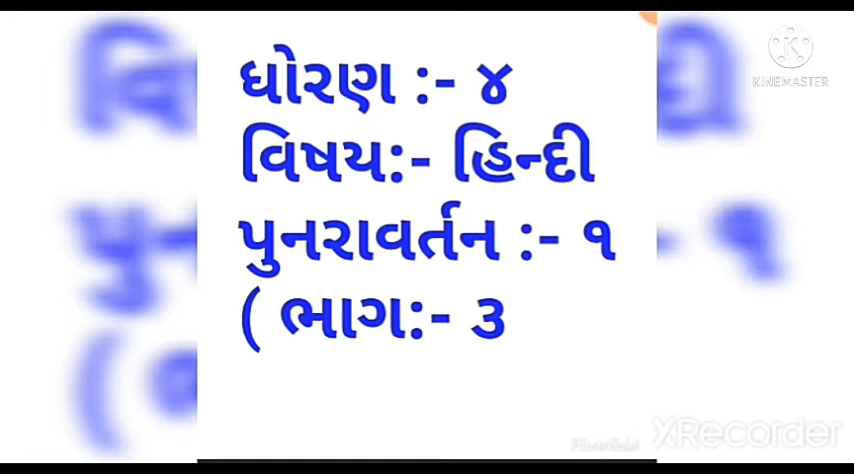 ધોરણ :- ૪
વિષય:- હિન્દી
પુનરાવર્તન :- ૧
( ભાગ:- ૩
KINEMASTER
XRecorder